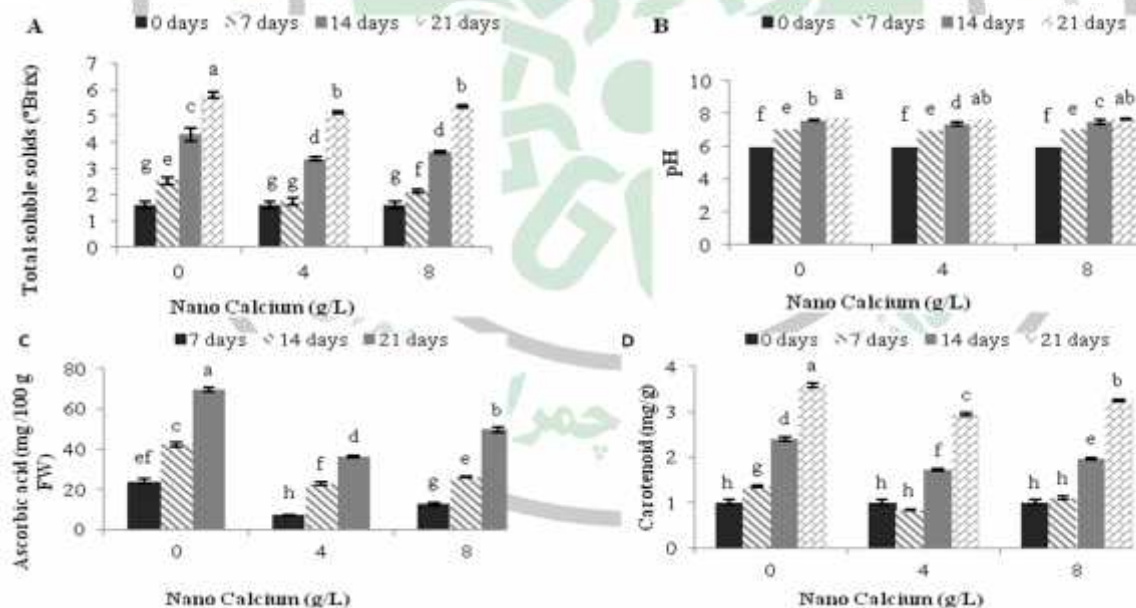 A
■ 0 days 7 days ■ 14 days 21 days
Total soluble solids (°Brix)
7
6
5
4
3
2
1
0
g e c a
g g d b
g f d b
0 4 8
Nano Calcium (g/L)
B
■ 0 days 7 days ■ 14 days 21 days
pH
10
8
6
4
2
0
f e b a
f e d ab
f e c ab
0 4 8
Nano Calcium (g/L)
C
■ 7 days 14 days ■ 21 days
Ascorbic acid (mg/100 g
FW)
80
60
40
20
0
ef c a
h f d
g e b
0 4 8
Nano Calcium (g/L)
D
■ 0 days 7 days ■ 14 days 21 days
Carotenoid (mg/g)
4
3
2
1
0
h g d a
h h f c
h h e b
0 4 8
Nano Calcium (g/L)